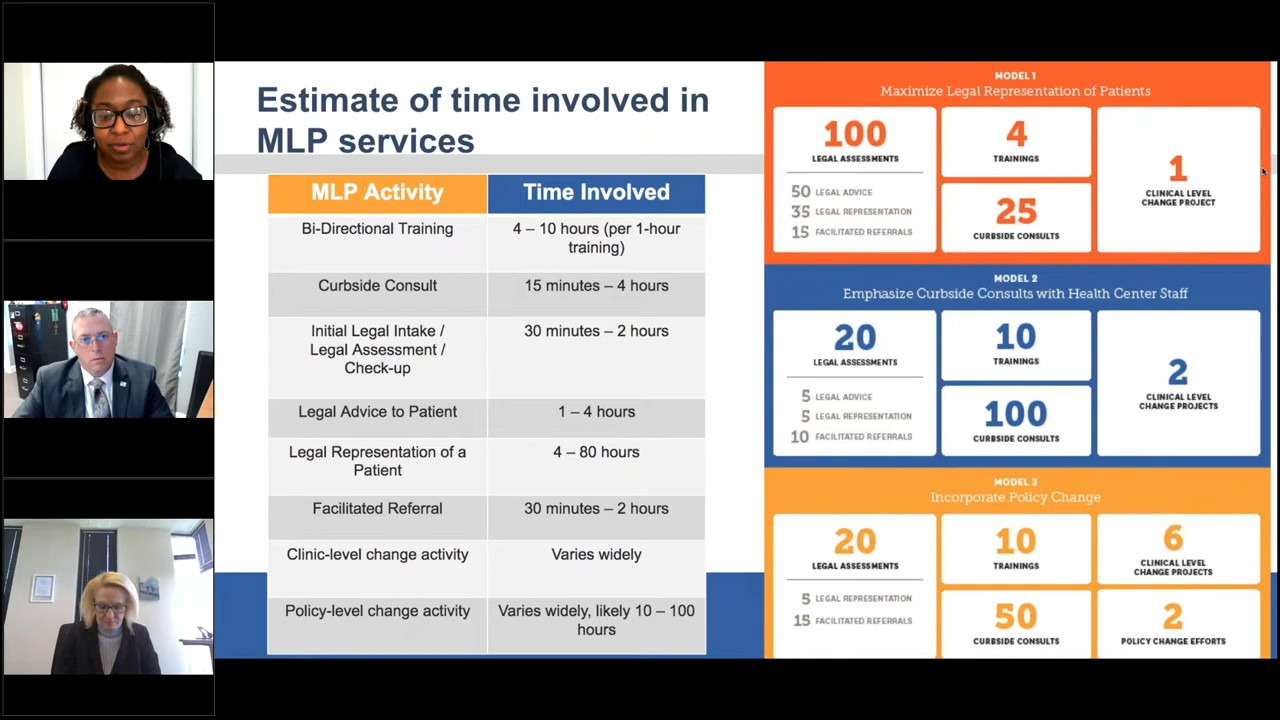 Estimate of time involved in
MLP services
MLP Activity
Time Involved
Bi-Directional Training
4 – 10 hours (per 1-hour
training)
Curbside Consult
15 minutes – 4 hours
Initial Legal Intake /
Legal Assessment /
Check-up
30 minutes – 2 hours
Legal Advice to Patient
1 – 4 hours
Legal Representation of a
Patient
4 – 80 hours
Facilitated Referral
30 minutes – 2 hours
Clinic-level change activity
Varies widely
Policy-level change activity
Varies widely, likely 10 – 100
hours
MODEL 1
Maximize Legal Representation of Patients
100
LEGAL ASSESSMENTS
50 LEGAL ADVICE
35 LEGAL REPRESENTATION
15 FACILITATED REFERRALS
4
TRAININGS
25
CURBSIDE CONSULTS
1
CLINICAL LEVEL
CHANGE PROJECT
MODEL 2
Emphasize Curbside Consults with Health Center Staff
20
LEGAL ASSESSMENTS
5 LEGAL ADVICE
5 LEGAL REPRESENTATION
10 FACILITATED REFERRALS
10
TRAININGS
100
CURBSIDE CONSULTS
2
CLINICAL LEVEL
CHANGE PROJECTS
MODEL 3
Incorporate Policy Change
20
LEGAL ASSESSMENTS
5 LEGAL REPRESENTATION
15 FACILITATED REFERRALS
10
TRAININGS
50
CURBSIDE CONSULTS
6
CLINICAL LEVEL
CHANGE PROJECTS
2
POLICY CHANGE EFFORTS